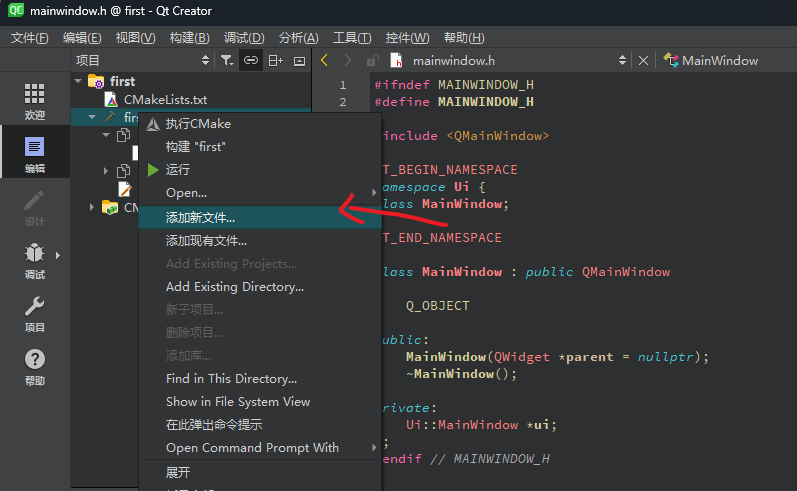 QC mainwindow.h @ first - Qt Creator
文件(F) 编辑(E) 视图(V) 构建(B) 调试(D) 分析(A) 工具(T) 控件(W) 帮助(H)
项目 mainwindow.h MainWindow
欢迎
编辑
设计
调试
项目
帮助
first
CMakeLists.txt
firs
CM
执行CMake
构建 "first"
运行
Open...
添加新文件...
添加现有文件...
Add Existing Projects...
Add Existing Directory...
新子项目...
删除项目...
添加库...
Find in This Directory...
Show in File System View
在此弹出命令提示
Open Command Prompt With
展开
1 #ifndef MAINWINDOW_H
2 #define MAINWINDOW_H
include <QMainWindow>
T_BEGIN_NAMESPACE
amespace Ui {
lass MainWindow;
T_END_NAMESPACE
lass MainWindow : public QMainWindow
Q_OBJECT
ublic:
MainWindow(QWidget *parent = nullptr);
~MainWindow();
rivate:
Ui::MainWindow *ui;
;
endif // MAINWINDOW_H